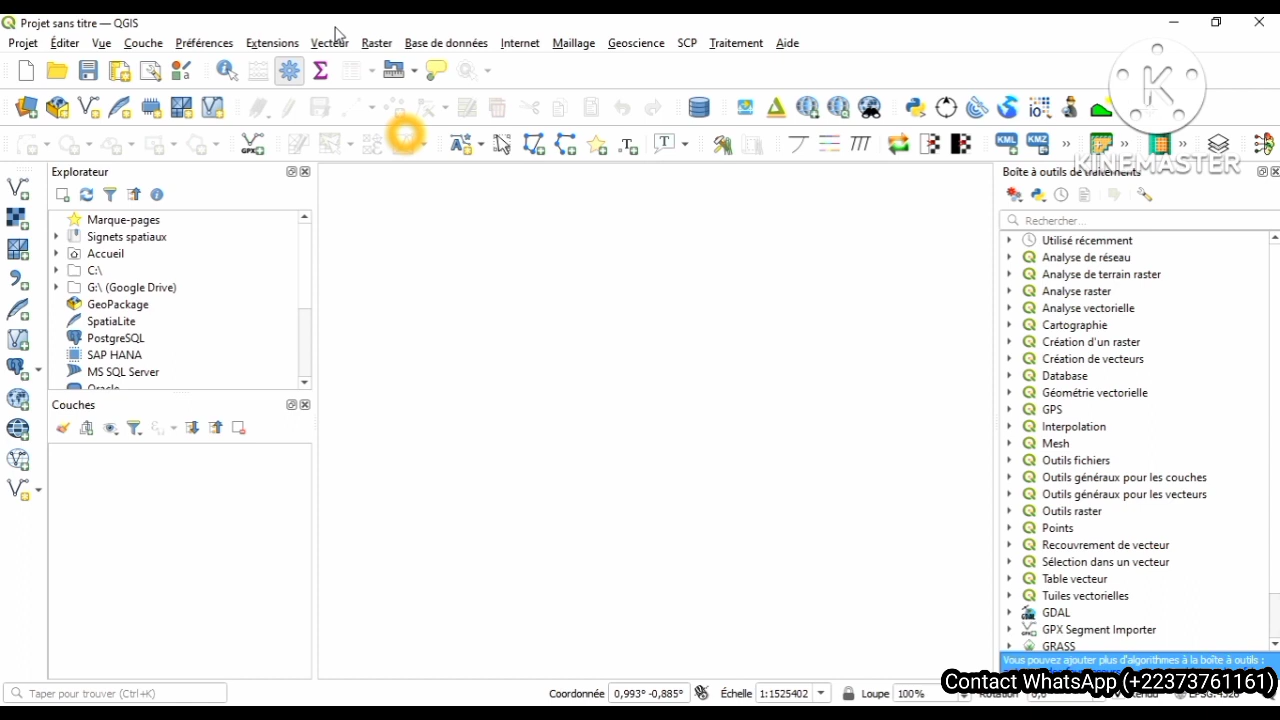 Projet sans titre — QGIS
Projet Éditer Vue Couche Préférences Extensions Vecteur Raster Base de données Internet Maillage Geoscience SCP Traitement Aide
K
KINEMASTER
Explorateur
Marque-pages
Signets spatiaux
Accueil
C:\
G:\ (Google Drive)
GeoPackage
SpatiaLite
PostgreSQL
SAP HANA
MS SQL Server
Oracle
Couches
Boîte à outils de traitements
Rechercher...
Utilisé récemment
Analyse de réseau
Analyse de terrain raster
Analyse raster
Analyse vectorielle
Cartographie
Création d'un raster
Création de vecteurs
Database
Géométrie vectorielle
GPS
Interpolation
Mesh
Outils fichiers
Outils généraux pour les couches
Outils généraux pour les vecteurs
Outils raster
Points
Recouvrement de vecteur
Sélection dans un vecteur
Table vecteur
Tuiles vectorielles
GDAL
GPX Segment Importer
GRASS
Vous pouvez ajouter plus d'algorithmes à la boîte à outils :
Contact WhatsApp (+22373761161)
Taper pour trouver (Ctrl+K) Coordonnée 0,993° -0,885° Échelle 1:1525402 Loupe 100%